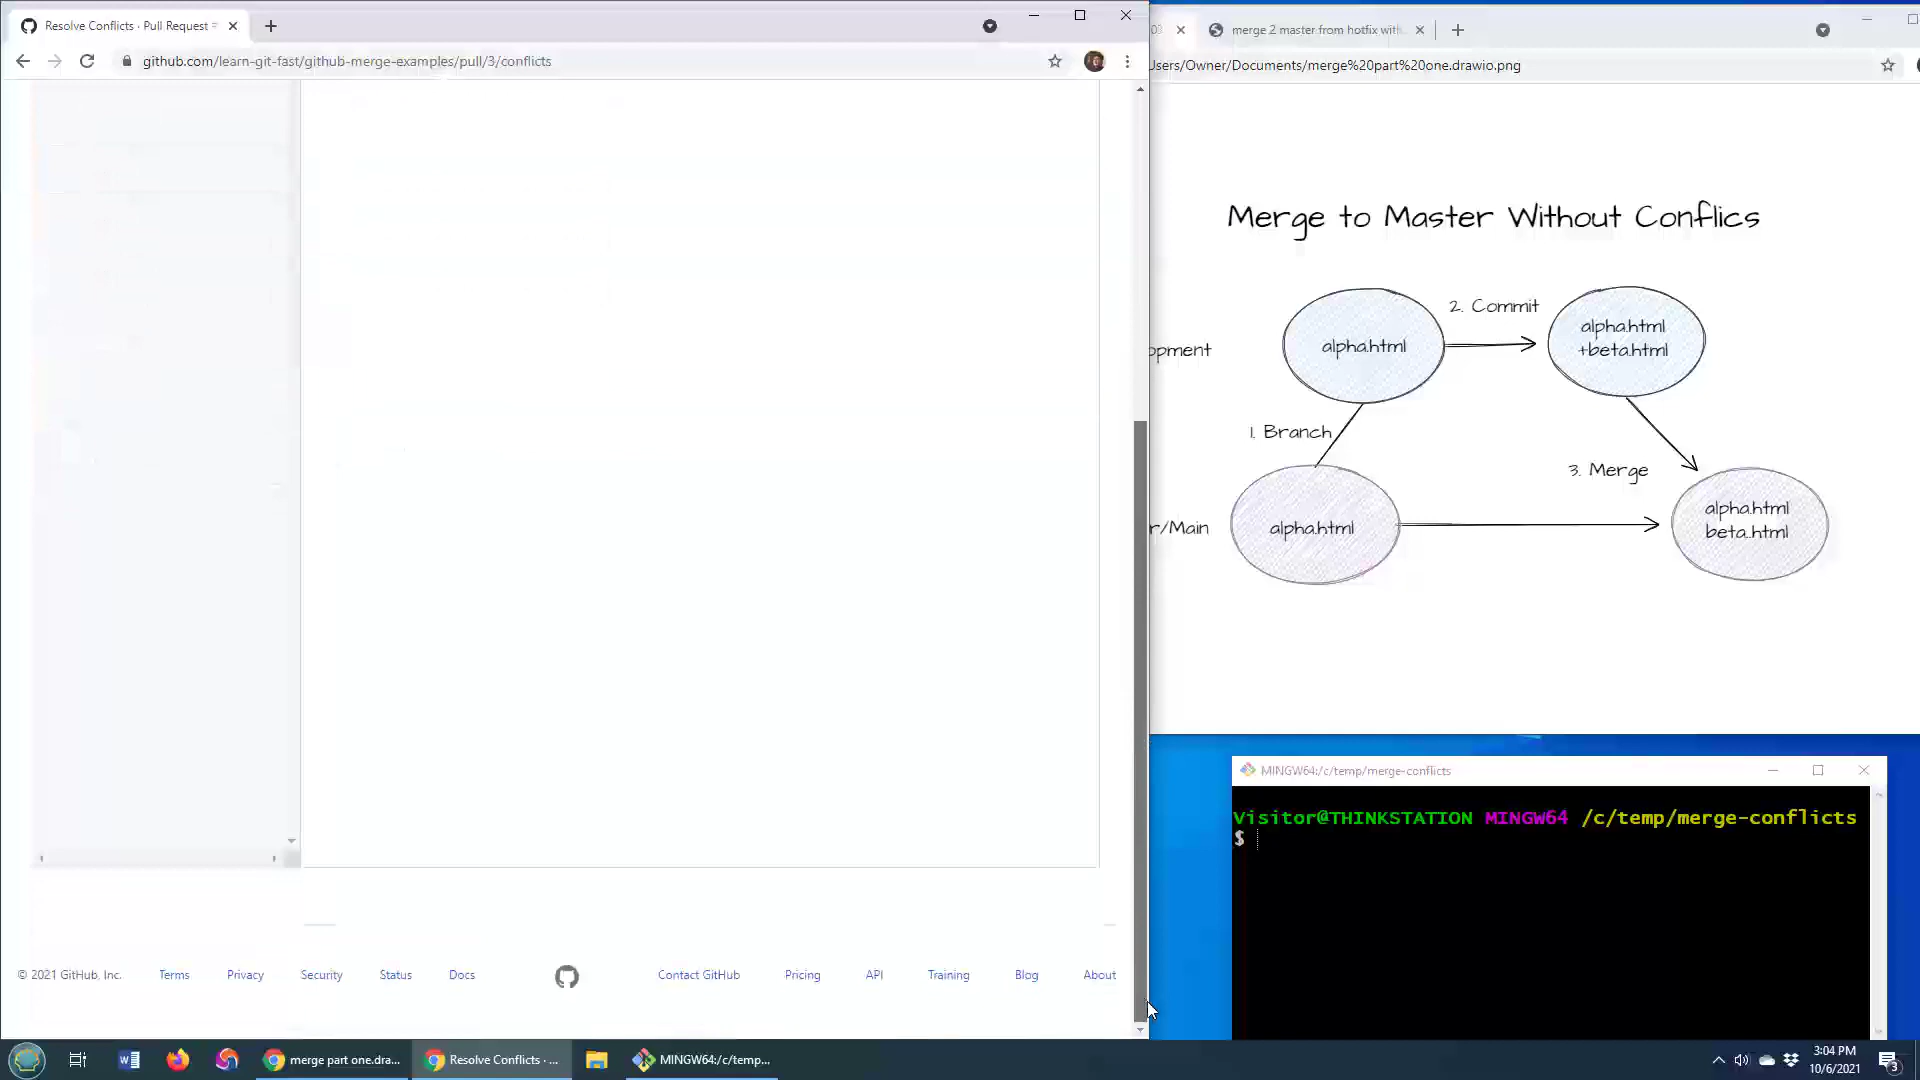 Resolve Conflicts · Pull Request
github.com/learn-git-fast/github-merge-examples/pull/3/conflicts
© 2021 GitHub, Inc.
Terms
Privacy
Security
Status
Docs
Contact GitHub
Pricing
API
Training
Blog
About
merge 2 master from hotfix with
Users/Owner/Documents/merge%20part%20one.drawio.png
Merge to Master Without Conflics
2. Commit
alpha.html
alpha.html
+beta.html
opment
1. Branch
3. Merge
r/Main
alpha.html
alpha.html
beta..html
MINGW64:/c/temp/merge-conflicts
Visitor@THINKSTATION MINGW64 /c/temp/merge-conflicts
$
merge part one.dra...
Resolve Conflicts · ...
MINGW64:/c/temp...
3:04 PM
10/6/2021
3